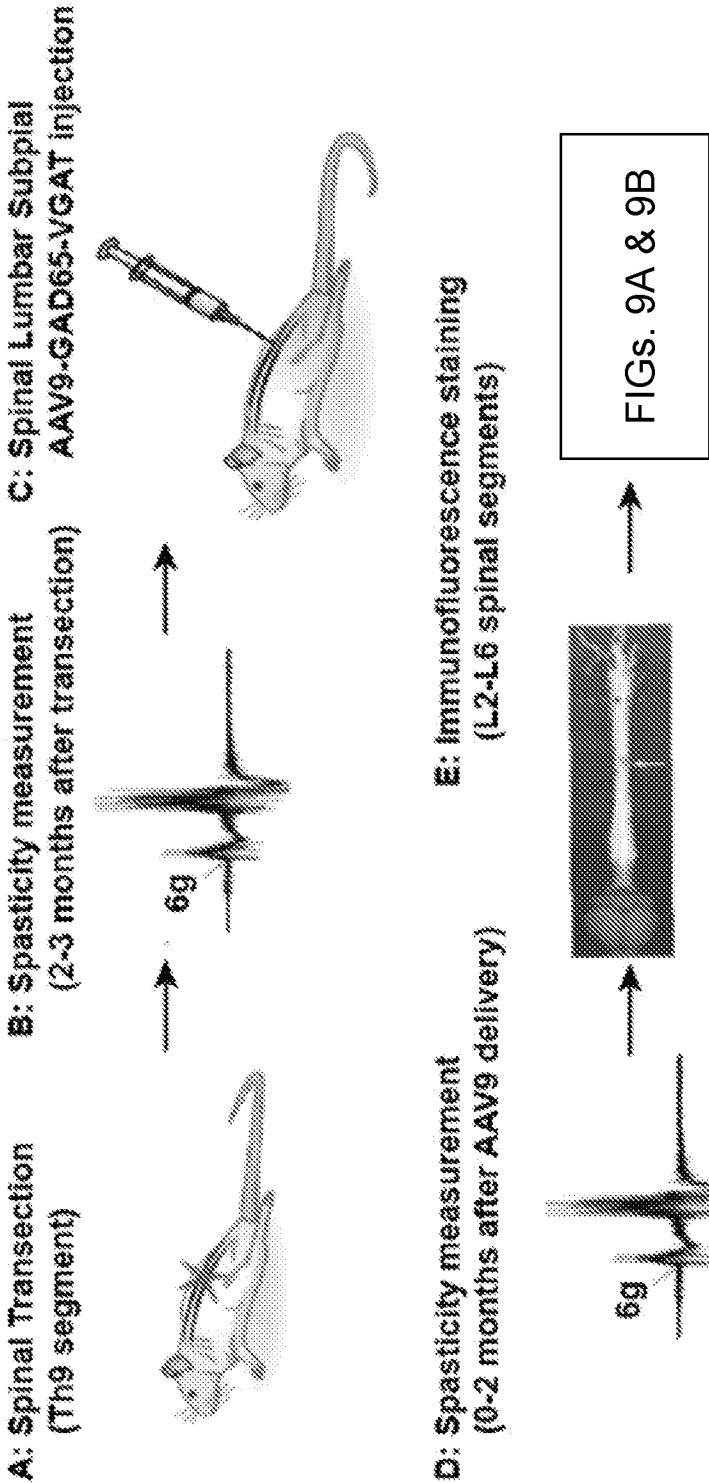 A: Spinal Transection
(Th9 segment)
B: Spasticity measurement
(2-3 months after transection)
6g
C: Spinal Lumbar Subpial
AAV9-GAD65-VGAT injection
D: Spasticity measurement
(0-2 months after AAV9 delivery)
6g
E: Immunofluorescence staining
(L2-L6 spinal segments)
FIGs. 9A & 9B